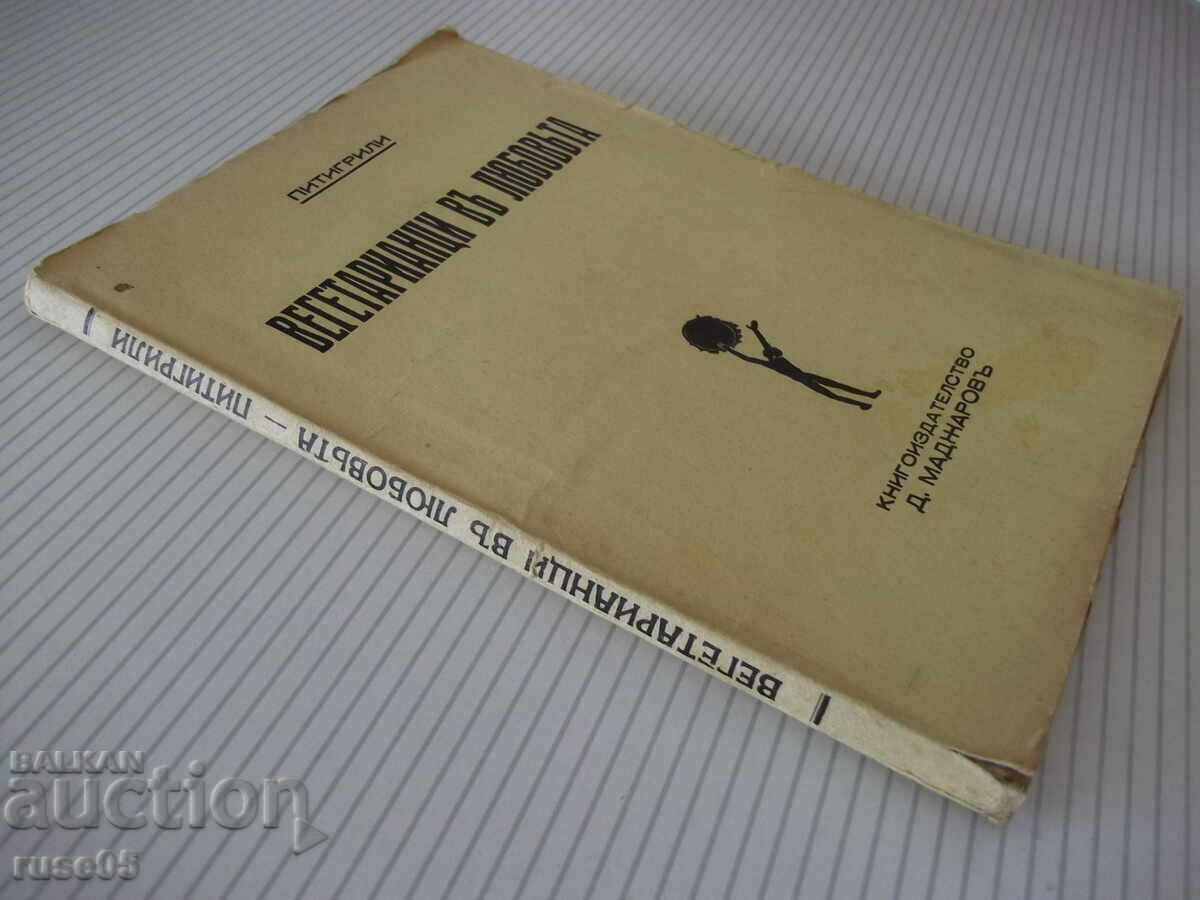 ПИТИГРИЛИ
ВЕГЕТАРИАНЦИ ВЪ ЛЮБОВЬТА
КНИГОИЗДАТЕЛСТВО
Д. МАДЖАРОВЪ
ВЕГЕТАРИАНЦИ ВЪ ЛЮБОВЬТА — ПИТИГРИЛИ
BALKAN
auction
ruse05